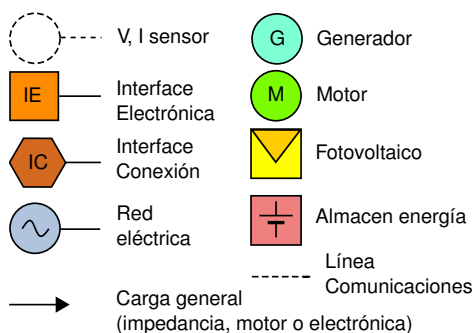 V, I sensor
IE
Interface
Electrónica
IC
Interface
Conexión
Red
eléctrica
Carga general
(impedancia, motor o electrónica)
G
Generador
M
Motor
Fotovoltaico
Almacen energía
Línea
Comunicaciones